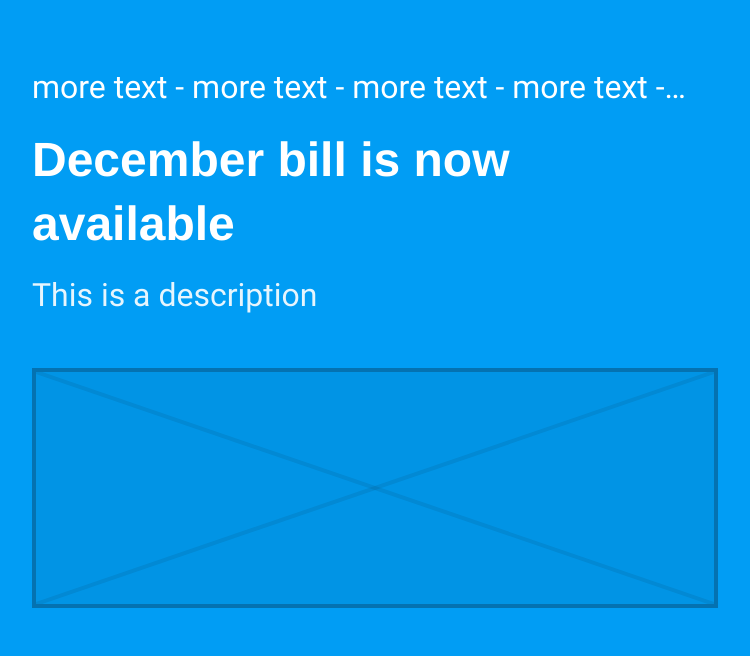 more text - more text - more text - more text -...
December bill is now
available
This is a description